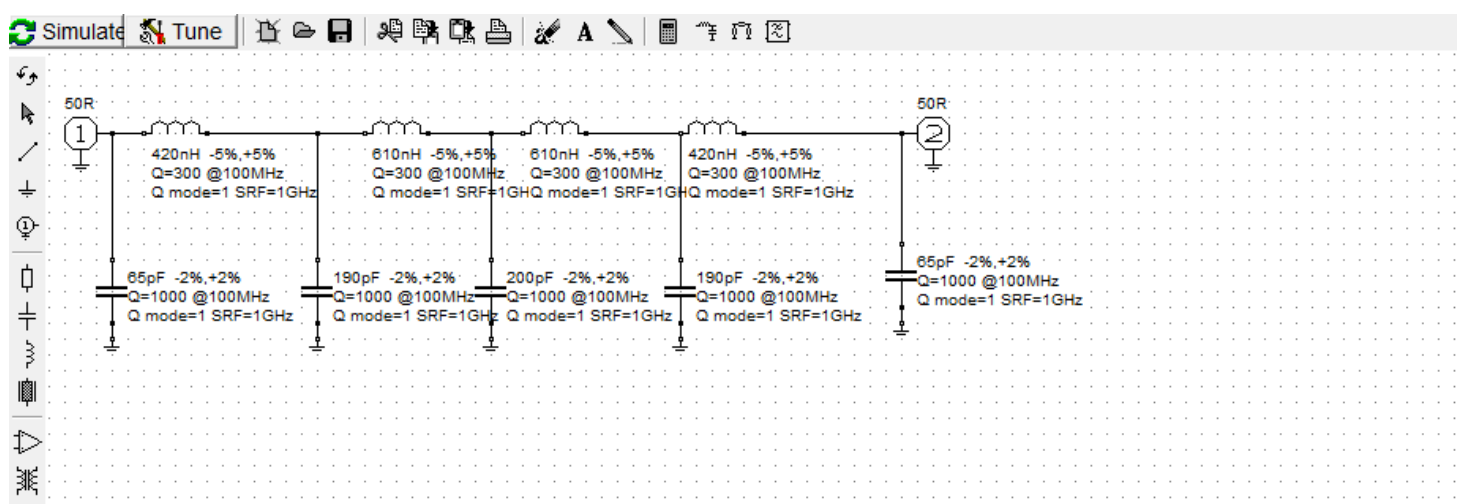 Simulate Tune A
50R
1
420nH -5%,+5%
Q=300 @100MHz
Q mode=1 SRF=1GHz
610nH -5%,+5%
Q=300 @100MHz
Q mode=1 SRF=1GH
610nH -5%,+5%
Q=300 @100MHz
Q mode=1 SRF=1GH
420nH -5%,+5%
Q=300 @100MHz
Q mode=1 SRF=1GHz
50R
2
65pF -2%,+2%
Q=1000 @100MHz
Q mode=1 SRF=1GHz
190pF -2%,+2%
Q=1000 @100MHz
Q mode=1 SRF=1GHz
200pF -2%,+2%
Q=1000 @100MHz
Q mode=1 SRF=1GHz
190pF -2%,+2%
Q=1000 @100MHz
Q mode=1 SRF=1GHz
65pF -2%,+2%
Q=1000 @100MHz
Q mode=1 SRF=1GHz
1